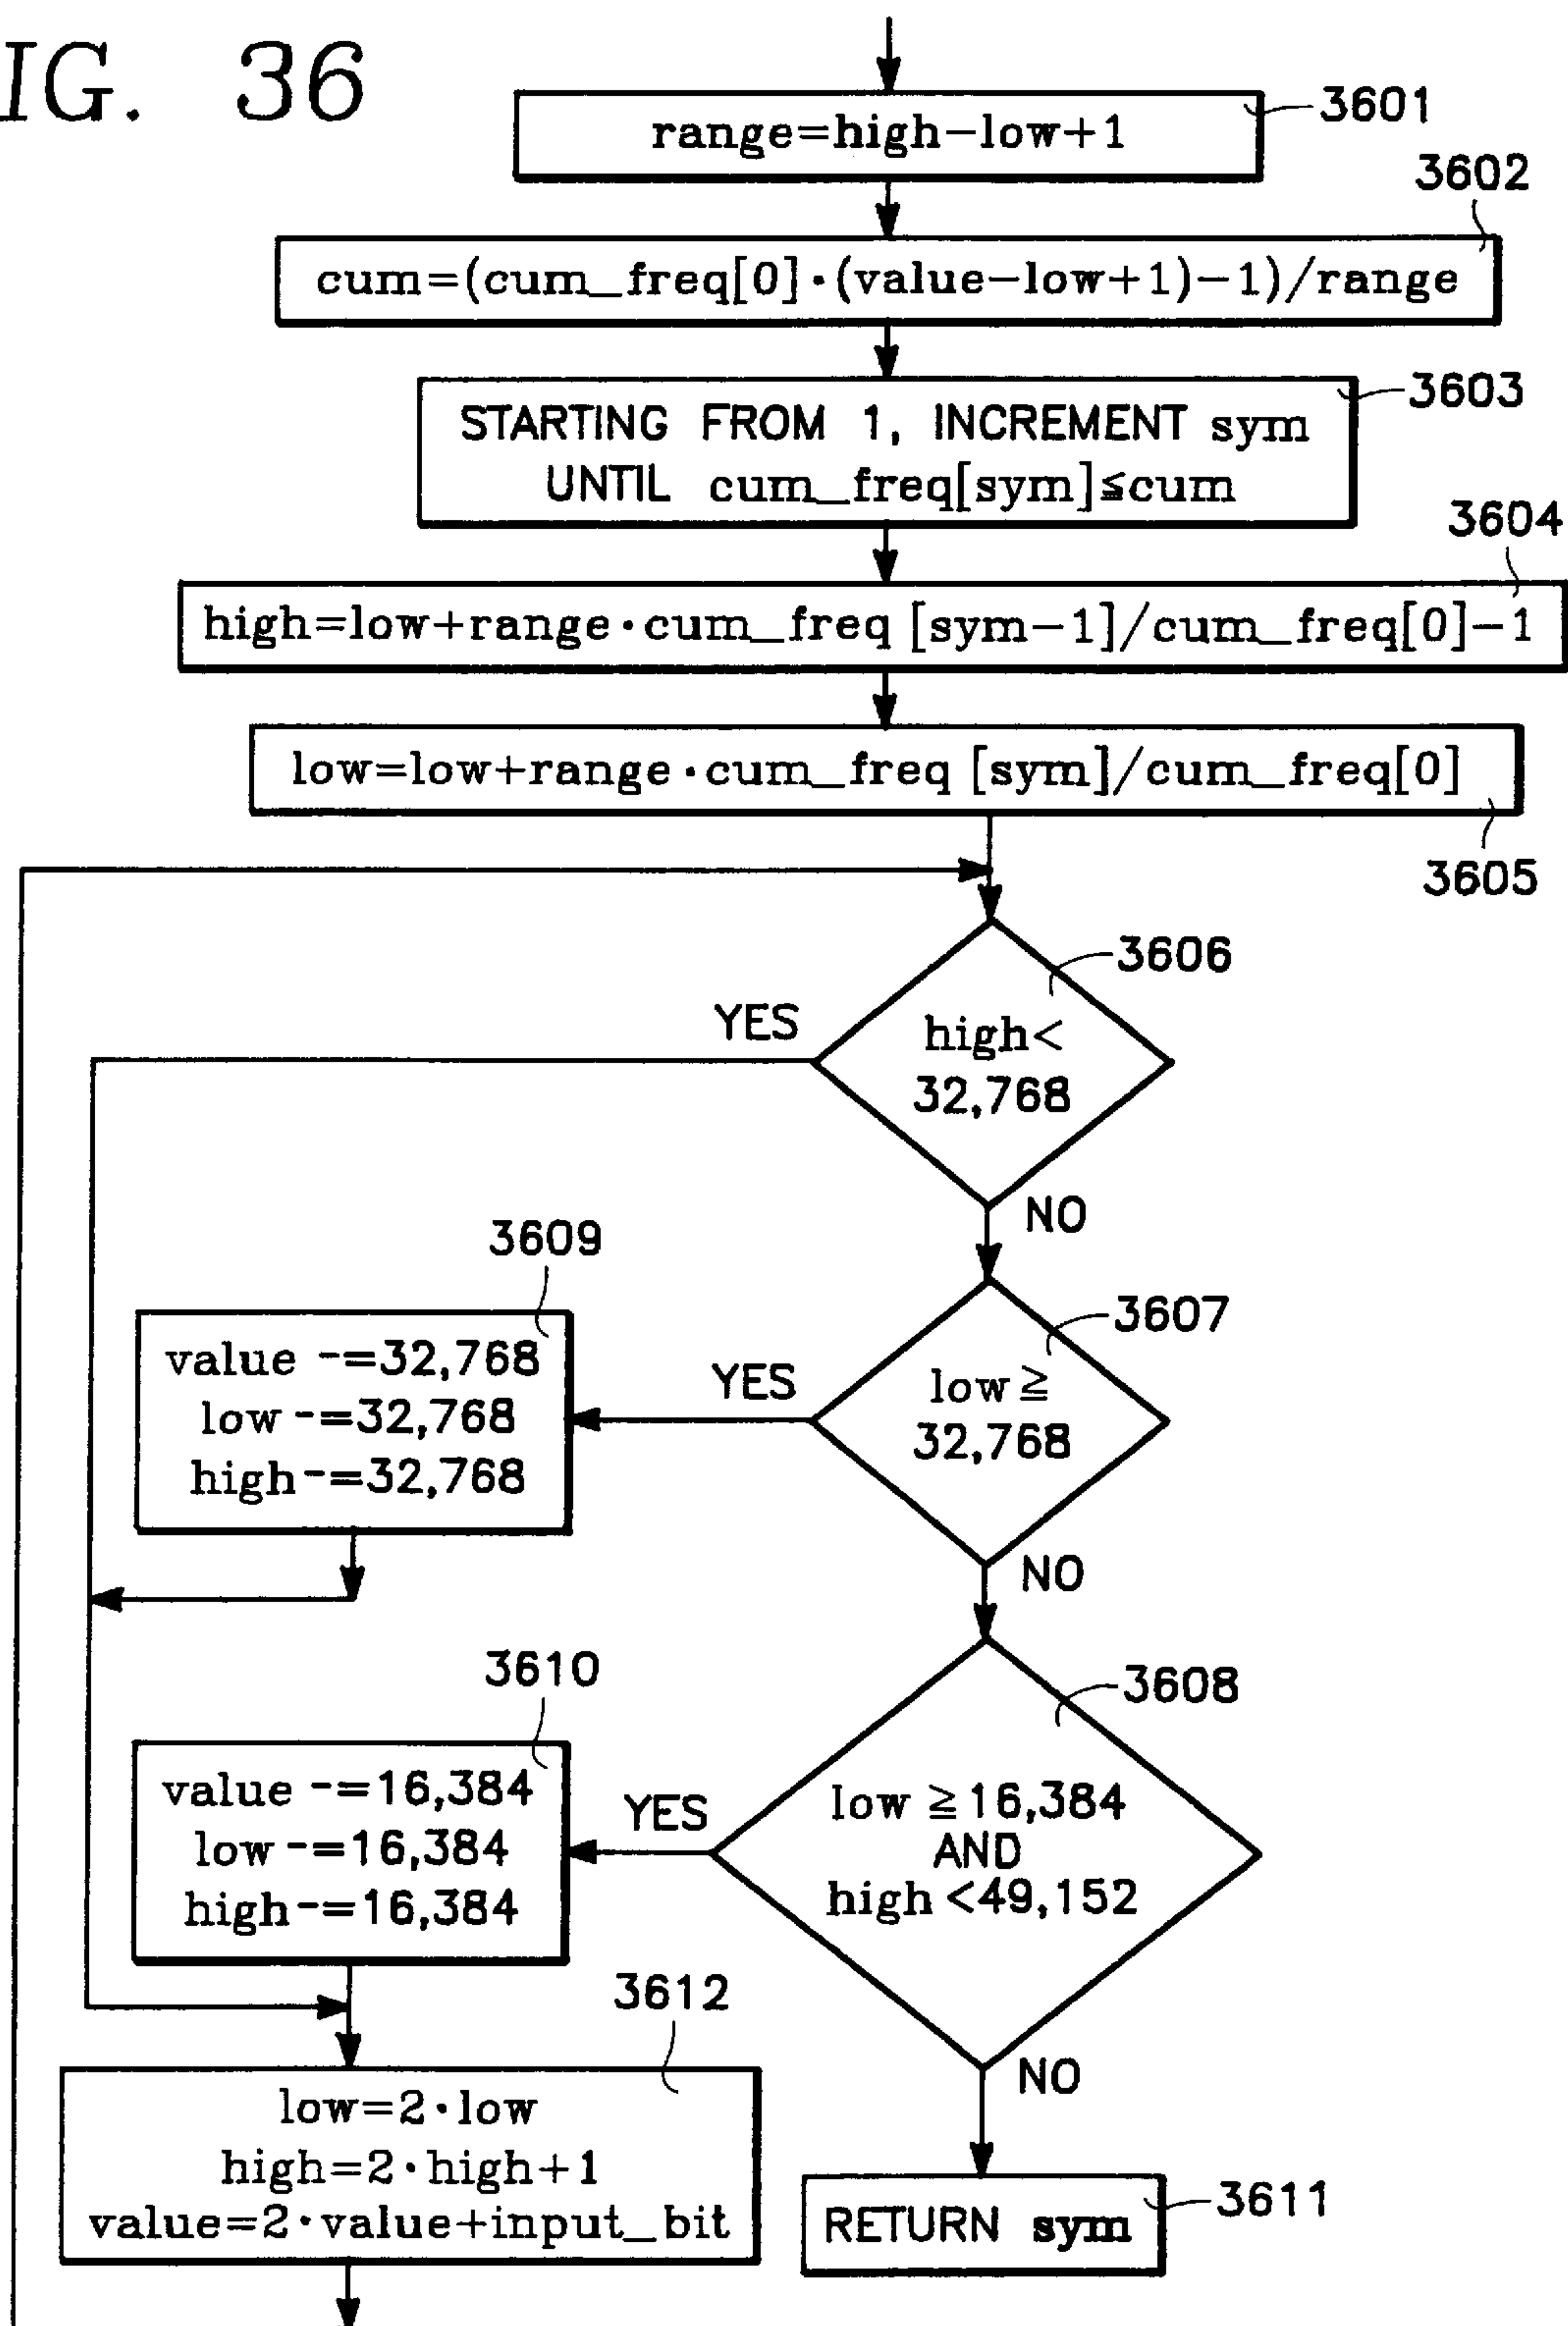 IG. 36
3601
range=high−low+1
3602
cum=(cum_freq[0]·(value−low+1)−1)/range
3603
STARTING FROM 1, INCREMENT sym
UNTIL cum_freq[sym]≦cum
3604
high=low+range·cum_freq [sym−1]/cum_freq[0]−1
low=low+range·cum_freq [sym]/cum_freq[0]
3605
3606
YES
high<
32,768
NO
3609
3607
value -=32,768
low -=32,768
high-=32,768
YES
low≧
32,768
NO
3610
3608
value -=16,384
low -=16,384
high-=16,384
YES
low ≧16,384
AND
high <49,152
3612
NO
low=2·low
high=2·high+1
value=2·value+input_bit
3611
RETURN sym